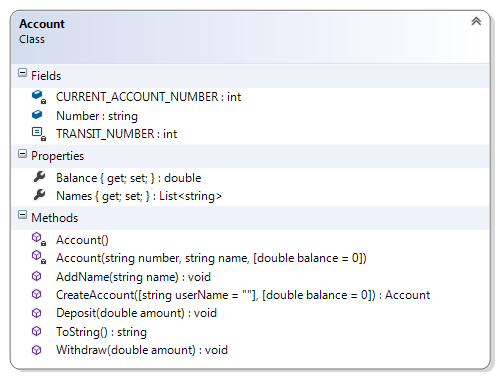 Account
Class
Fields
CURRENT_ACCOUNT_NUMBER : int
Number : string
TRANSIT_NUMBER : int
Properties
Balance { get; set; } : double
Names { get; set; } : List<string>
Methods
Account()
Account(string number, string name, [double balance = 0])
AddName(string name) : void
CreateAccount([string userName = ""], [double balance = 0]) : Account
Deposit(double amount) : void
ToString() : string
Withdraw(double amount) : void